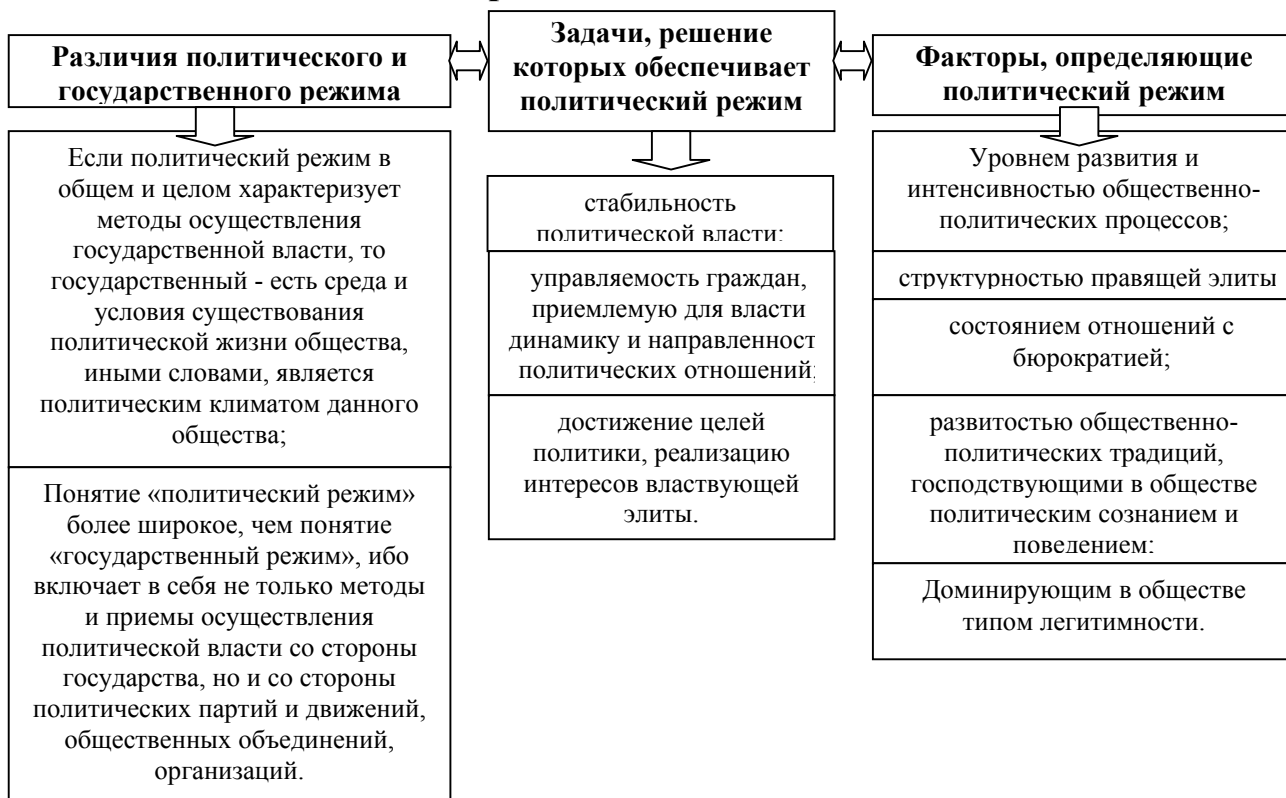 Различия политического и
государственного режима
Если политический режим в
общем и целом характеризует
методы осуществления
государственной власти, то
государственный - есть среда и
условия существования
политической жизни общества,
иными словами, является
политическим климатом данного
общества;
Понятие «политический режим»
более широкое, чем понятие
«государственный режим», ибо
включает в себя не только методы
и приемы осуществления
политической власти со стороны
государства, но и со стороны
политических партий и движений,
общественных объединений,
организаций.
Задачи, решение
которых обеспечивает
политический режим
стабильность
политической власти;
управляемость граждан,
приемлемую для власти
динамику и направленност
политических отношений;
достижение целей
политики, реализацию
интересов властвующей
элиты.
Факторы, определяющие
политический режим
Уровнем развития и
интенсивностью общественно-
политических процессов;
структурностью правящей элиты
состоянием отношений с
бюрократией;
развитостью общественно-
политических традиций,
господствующими в обществе
политическим сознанием и
поведением;
Доминирующим в обществе
типом легитимности.